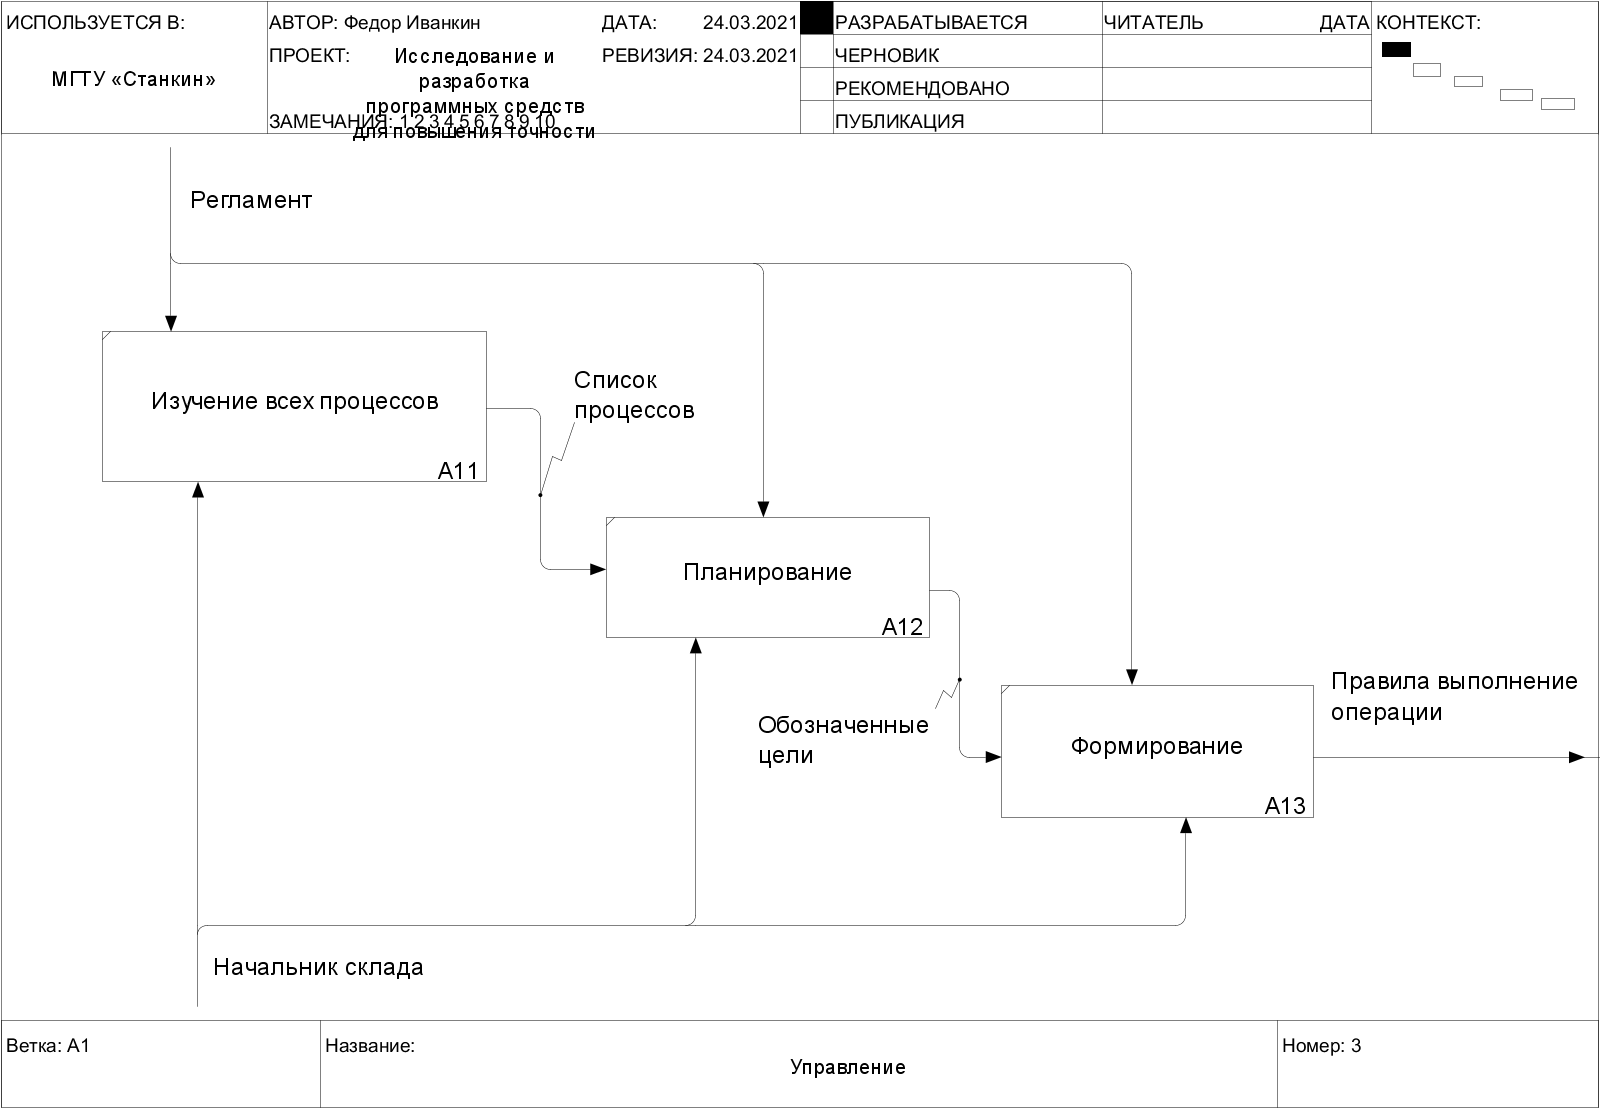 ИСПОЛЬЗУЕТСЯ В:
МГТУ «Станкин»
АВТОР: Федор Иванкин
ДАТА: 24.03.2021
ПРОЕКТ:
Исследование и
разработка
программных средств
для повышения точности
РЕВИЗИЯ: 24.03.2021
ЗАМЕЧАНИЯ: 1 2 3 4 5 6 7 8 9 10
РАЗРАБАТЫВАЕТСЯ
ЧЕРНОВИК
РЕКОМЕНДОВАНО
ПУБЛИКАЦИЯ
ЧИТАТЕЛЬ
ДАТА
КОНТЕКСТ:
Регламент
Изучение всех процессов
A11
Список
процессов
Планирование
A12
Обозначенные
цели
Формирование
A13
Правила выполнение
операции
Начальник склада
Ветка: A1
Название:
Управление
Номер: 3